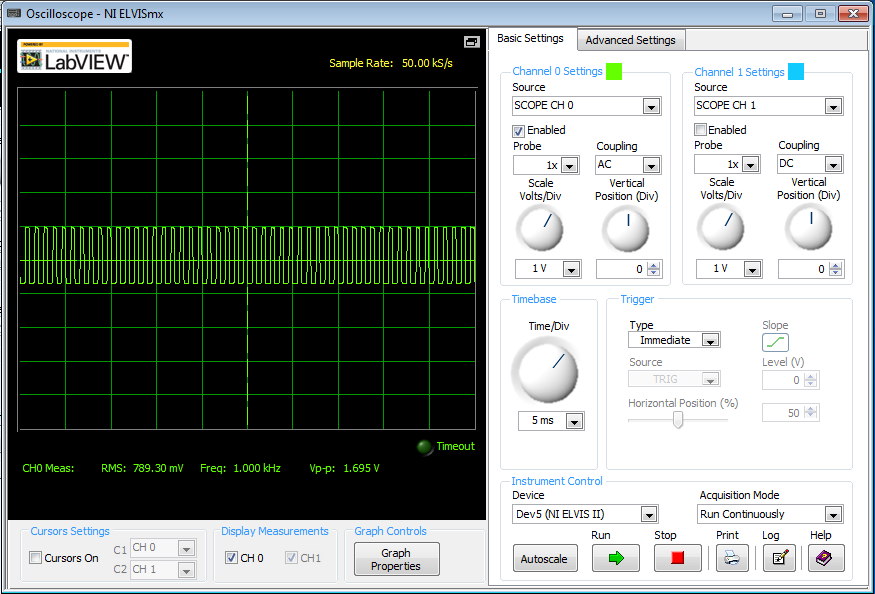 Oscilloscope - NI ELVISmx
POWERED BY
NATIONAL INSTRUMENTS
LabVIEW™
Sample Rate: 50.00 kS/s
Timeout
CH0 Meas: RMS: 789.30 mV Freq: 1.000 kHz Vp-p: 1.695 V
Cursors Settings
Cursors On
C1 CH 0
C2 CH 1
Display Measurements
CH 0 CH1
Graph Controls
Graph
Properties
Basic Settings Advanced Settings
Channel 0 Settings
Source
SCOPE CH 0
Enabled
Probe Coupling
1x AC
Scale Vertical
Volts/Div Position (Div)
1 V 0
Channel 1 Settings
Source
SCOPE CH 1
Enabled
Probe Coupling
1x DC
Scale Vertical
Volts/Div Position (Div)
1 V 0
Timebase
Time/Div
5 ms
Trigger
Type Slope
Immediate
Source Level (V)
TRIG 0
Horizontal Position (%)
50
Instrument Control
Device Acquisition Mode
Dev5 (NI ELVIS II) Run Continuously
Run Stop Print Log Help
Autoscale